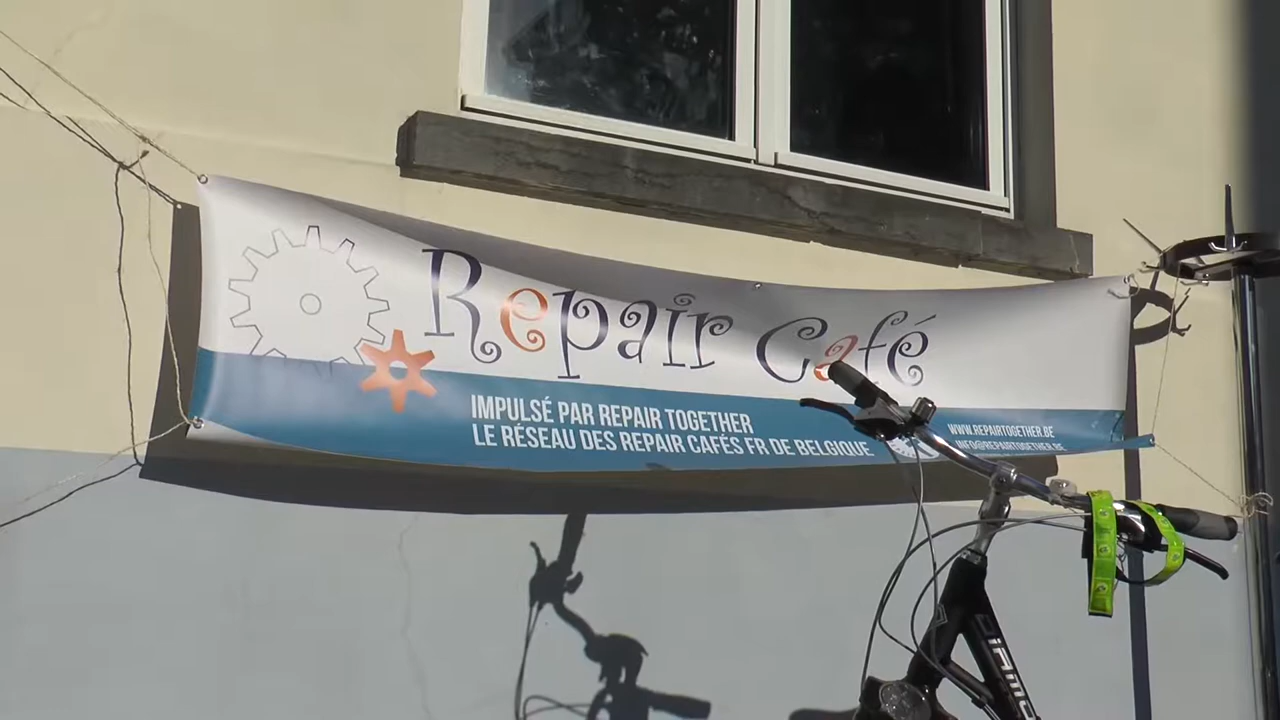 Repair Café
IMPULSÉ PAR REPAIR TOGETHER
LE RÉSEAU DES REPAIR CAFÉS FR DE BELGIQUE
WWW.REPAIRTOGETHER.BE
INFO@REPAIRTOGETHER.BE